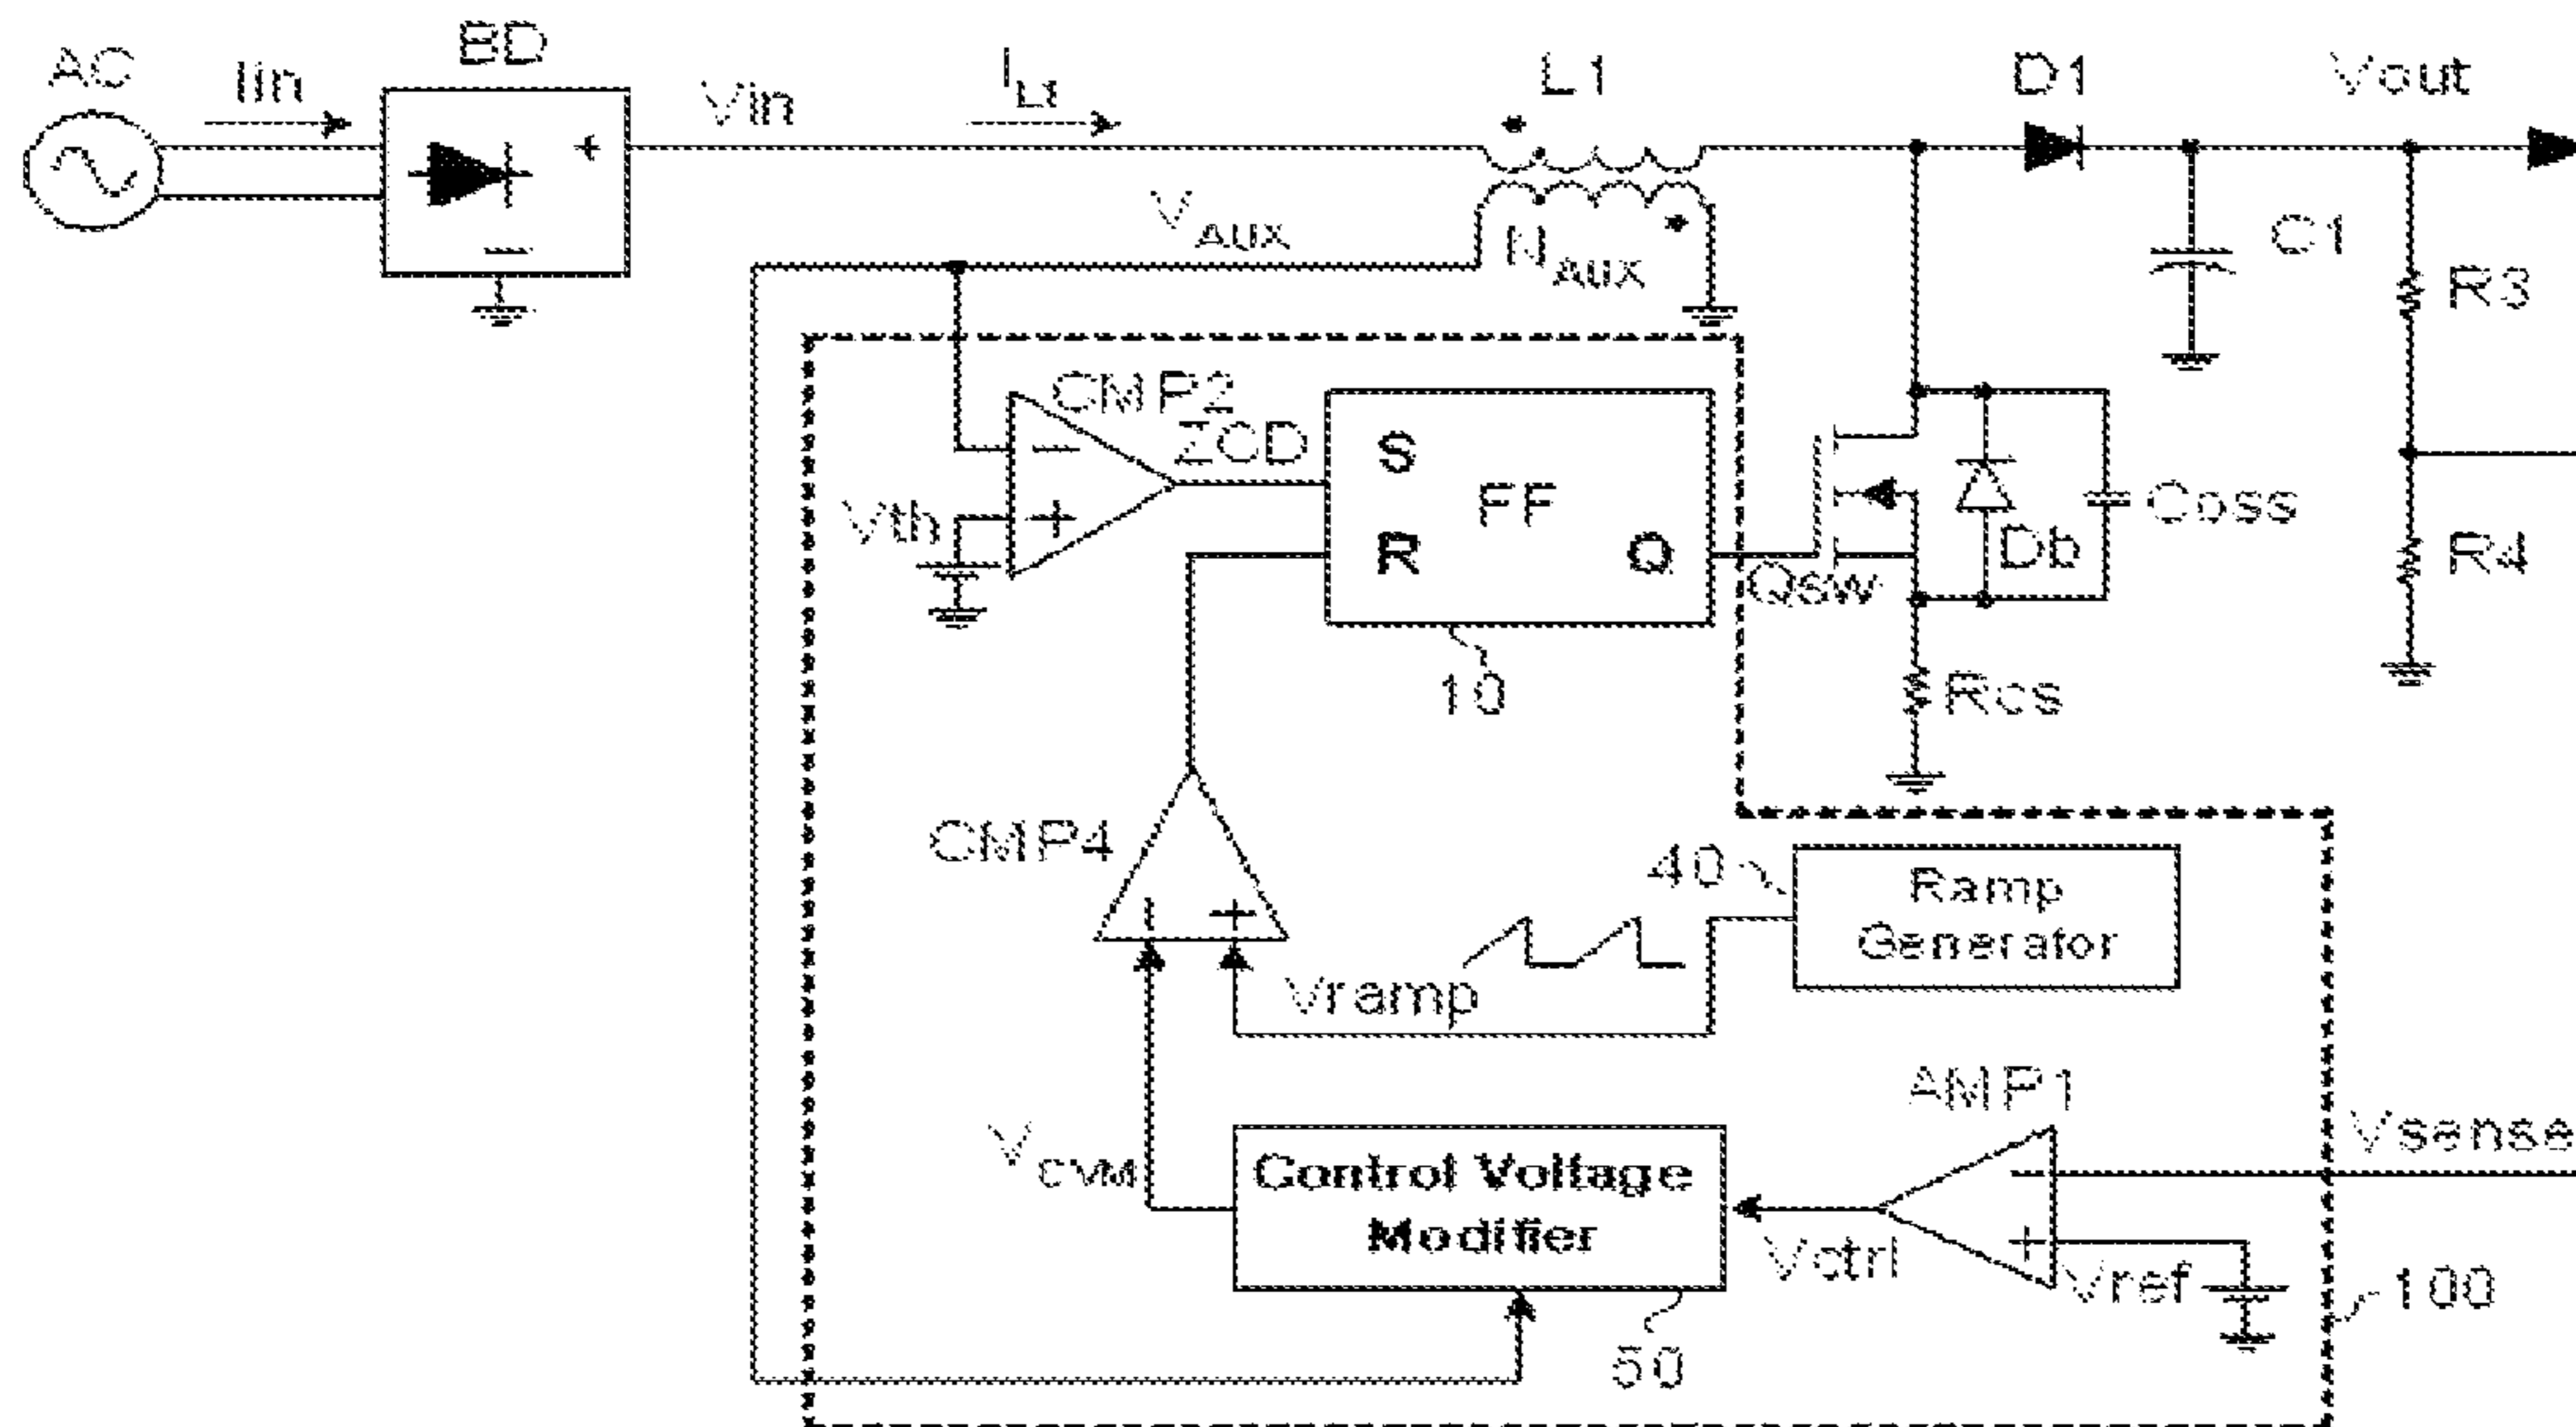 AC
Iin
BD
+
−
Vin
IL1
L1
D1
Vout
VAUX
NAUX
C1
R3
CMP2
ZCD
−
+
Vth
S
FF
R
Q
Qsw
Db
Coss
R4
10
Rcs
CMP4
−
+
40
Ramp
Generator
Vramp
AMP1
Vsense
VCVM
Control Voltage
Modifier
−
+
Vctrl
Vref
100
50